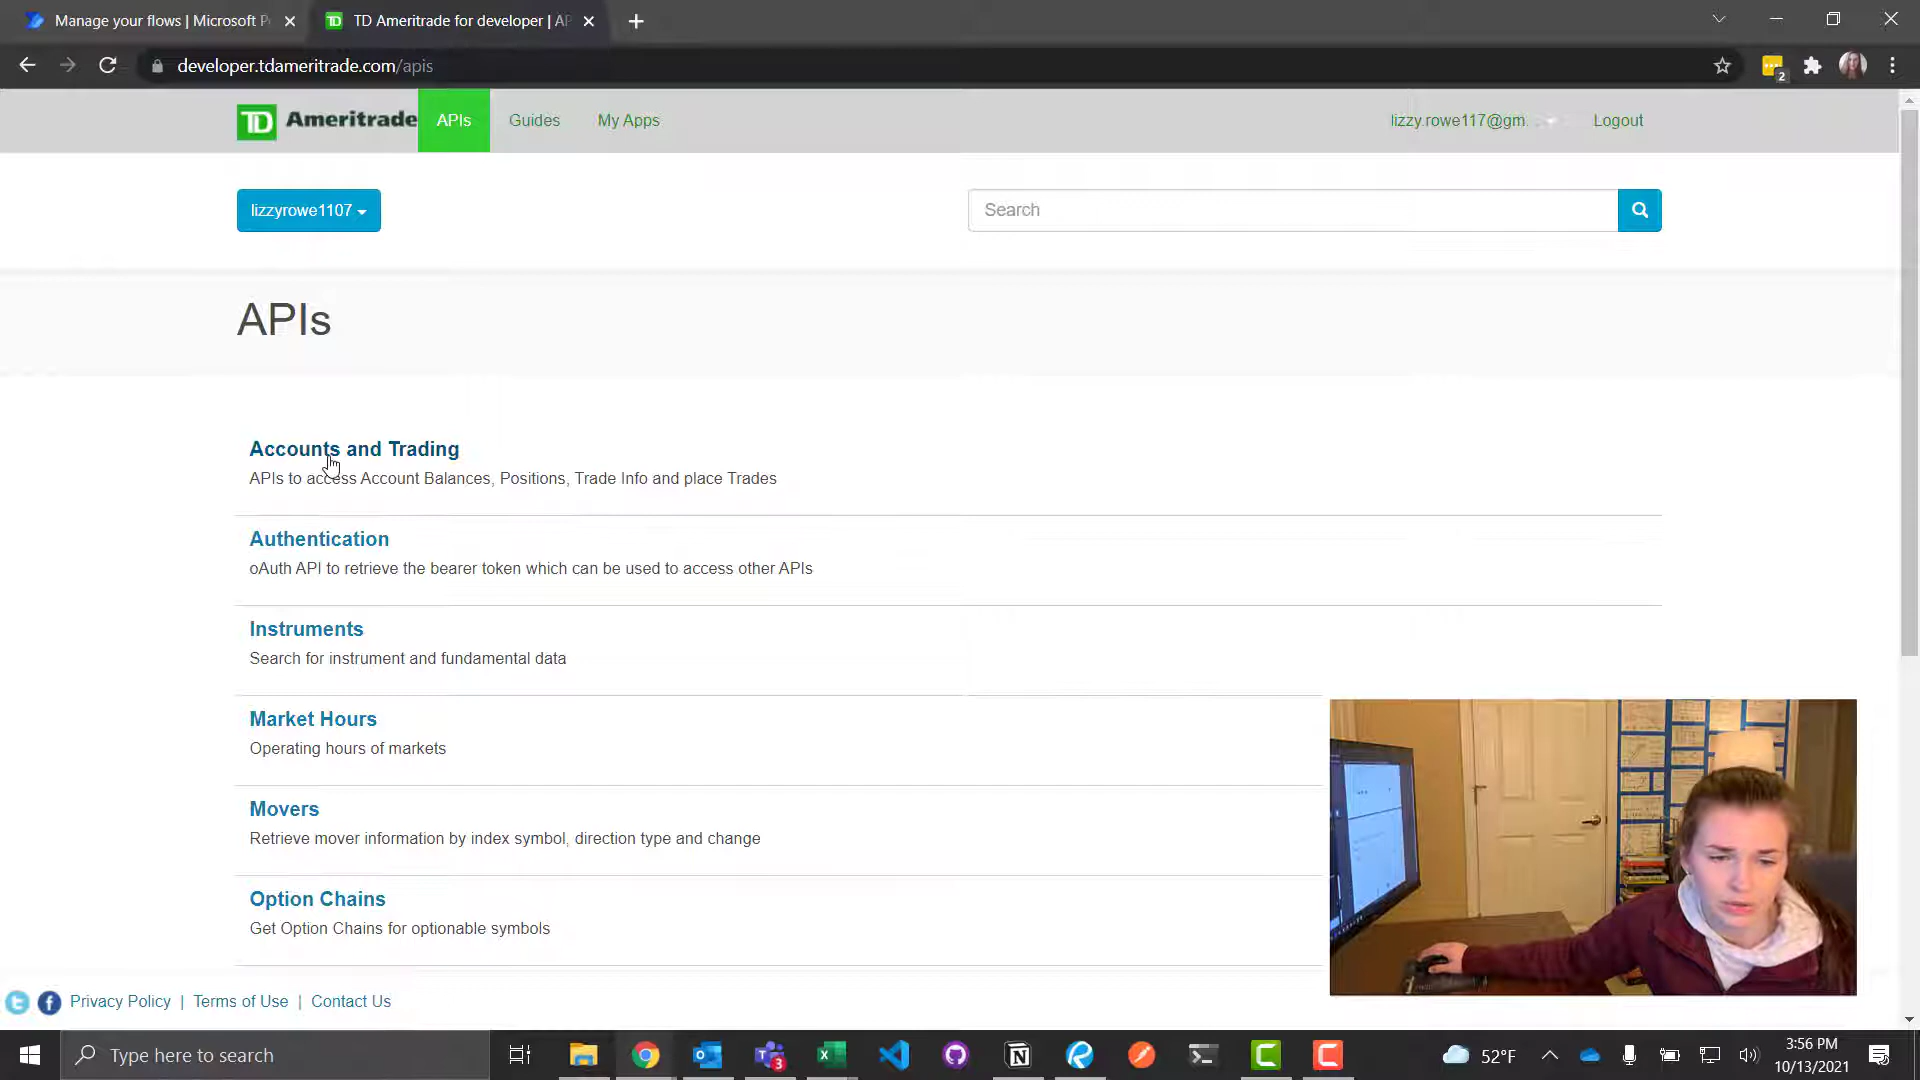 Manage your flows | Microsoft P
TD Ameritrade for developer | AP
developer.tdameritrade.com/apis
2
TD Ameritrade
APIs
Guides
My Apps
lizzy.rowe117@gm...
Logout
lizzyrowe1107
Search
APIs
Accounts and Trading
APIs to access Account Balances, Positions, Trade Info and place Trades
Authentication
oAuth API to retrieve the bearer token which can be used to access other APIs
Instruments
Search for instrument and fundamental data
Market Hours
Operating hours of markets
Movers
Retrieve mover information by index symbol, direction type and change
Option Chains
Get Option Chains for optionable symbols
Privacy Policy | Terms of Use | Contact Us
Type here to search
3
52°F
3:56 PM
10/13/2021